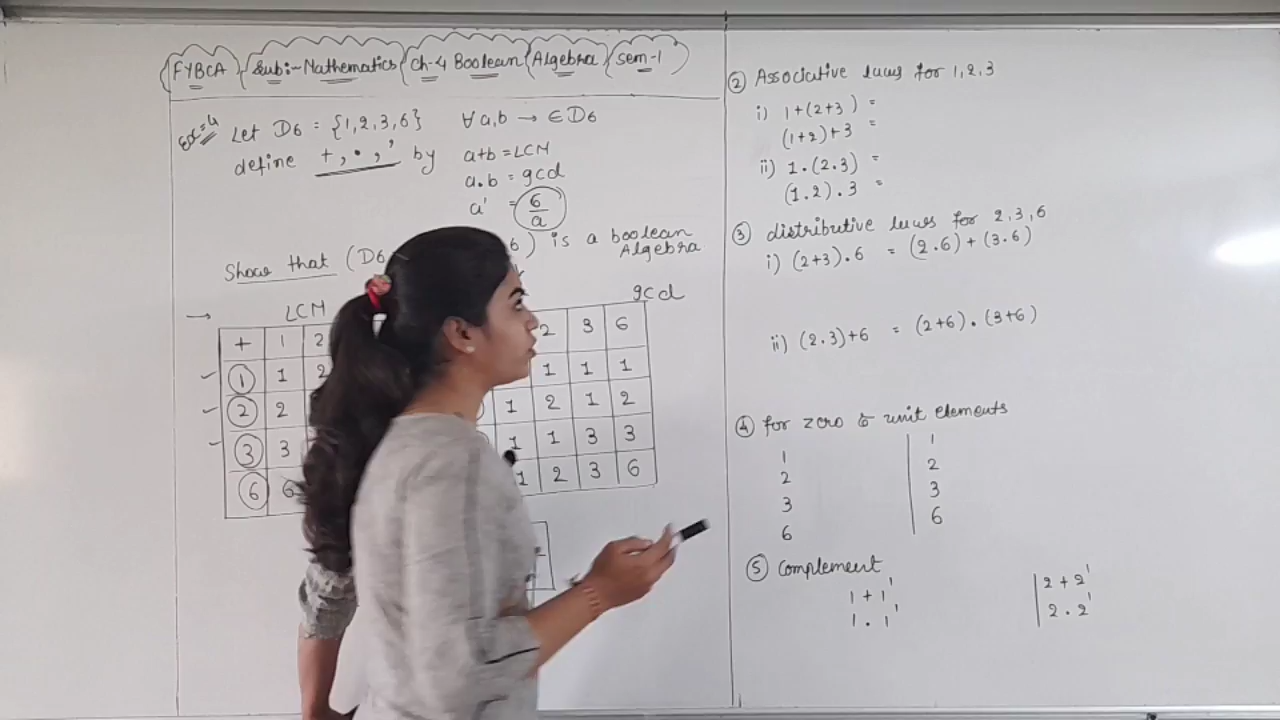 FYBCA Sub:- Mathematics Ch-4 Boolean Algebra Sem-1
Ex=4 Let D6 = {1,2,3,6} ∀ a,b → ∈ D6
define +, •, ' by a+b = LCM
a.b = gcd
a' = 6/a
Show that (D6 6) is a boolean Algebra
→ LCM
+ 1 2
1 1 2
2 2
3 3
6 6
gcd
2 3 6
1 1 1
1 2 1 2
1 1 3 3
1 2 3 6
② Associative laws for 1,2,3
i) 1+(2+3) =
(1+2)+3 =
ii) 1.(2.3) =
(1.2).3 =
③ distributive laws for 2,3,6
i) (2+3).6 = (2.6)+(3.6)
ii) (2.3)+6 = (2+6).(3+6)
④ for zero & unit elements
1 | 1
2 | 2
3 | 3
6 | 6
⑤ Complement
1+1' | 2+2'
1.1' | 2.2'